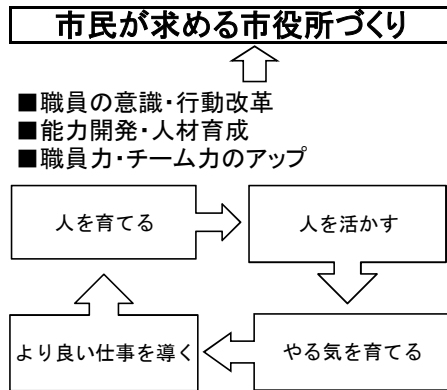 市民が求める市役所づくり
■職員の意識・行動改革
■能力開発・人材育成
■職員力・チーム力のアップ
人を育てる
人を活かす
より良い仕事を導く
やる気を育てる